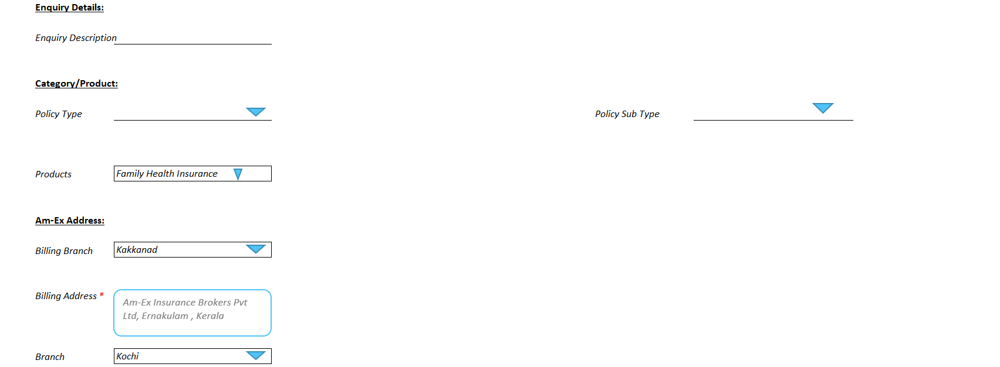 Enquiry Details:
Enquiry Description
Category/Product:
Policy Type
Policy Sub Type
Products
Family Health Insurance
Am-Ex Address:
Billing Branch
Kakkanad
Billing Address *
Am-Ex Insurance Brokers Pvt
Ltd, Ernakulam , Kerala
Branch
Kochi